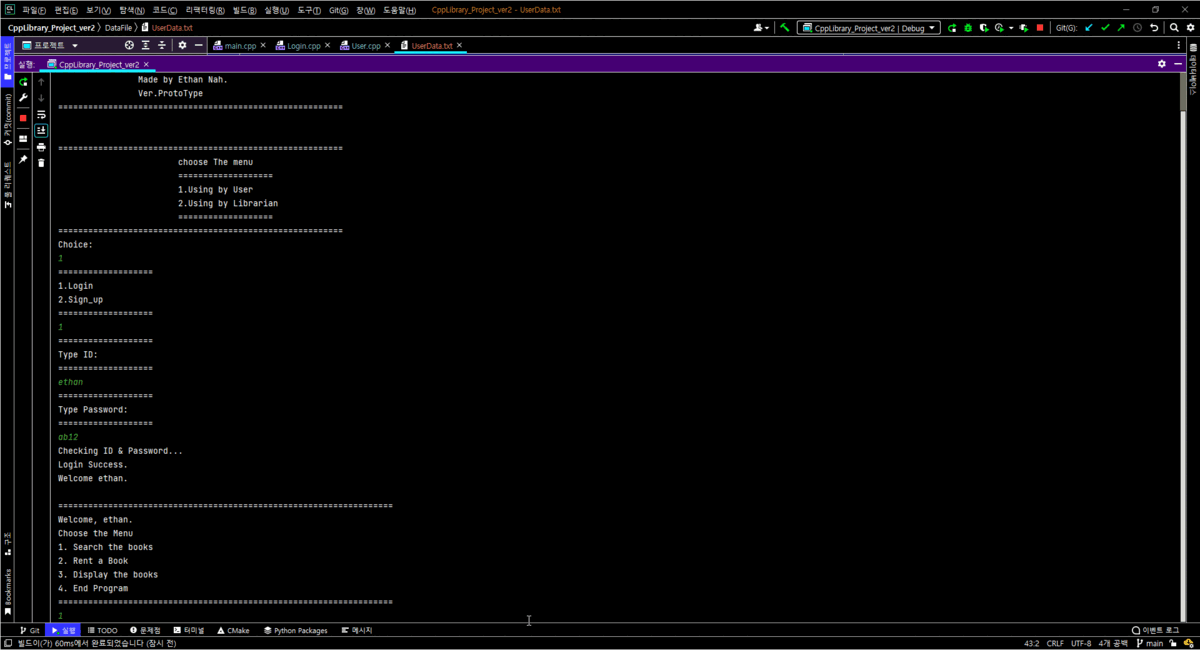 CL 파일(F) 편집(E) 보기(V) 탐색(N) 코드(C) 리팩터링(R) 빌드(B) 실행(U) 도구(T) Git(G) 창(W) 도움말(H) CppLibrary_Project_ver2 - UserData.txt
CppLibrary_Project_ver2 〉 DataFile 〉 UserData.txt
CppLibrary_Project_ver2 | Debug
Git(G):
프로젝트
main.cpp
Login.cpp
User.cpp
UserData.txt
실행:
CppLibrary_Project_ver2
프로젝트
커밋(commit)
풀 리퀘스트
구조
Bookmarks
데이터베이스
Made by Ethan Nah.
Ver.ProtoType
=========================================================
=========================================================
choose The menu
===================
1.Using by User
2.Using by Librarian
===================
=========================================================
Choice:
1
===================
1.Login
2.Sign_up
===================
1
===================
Type ID:
===================
ethan
===================
Type Password:
===================
ab12
Checking ID & Password...
Login Success.
Welcome ethan.
===================================================================
Welcome, ethan.
Choose the Menu
1. Search the books
2. Rent a Book
3. Display the books
4. End Program
===================================================================
1
Git
실행
TODO
문제점
터미널
CMake
Python Packages
메시지
이벤트 로그
빌드이(가) 60ms에서 완료되었습니다 (잠시 전)
43:2 CRLF UTF-8 4개 공백 main